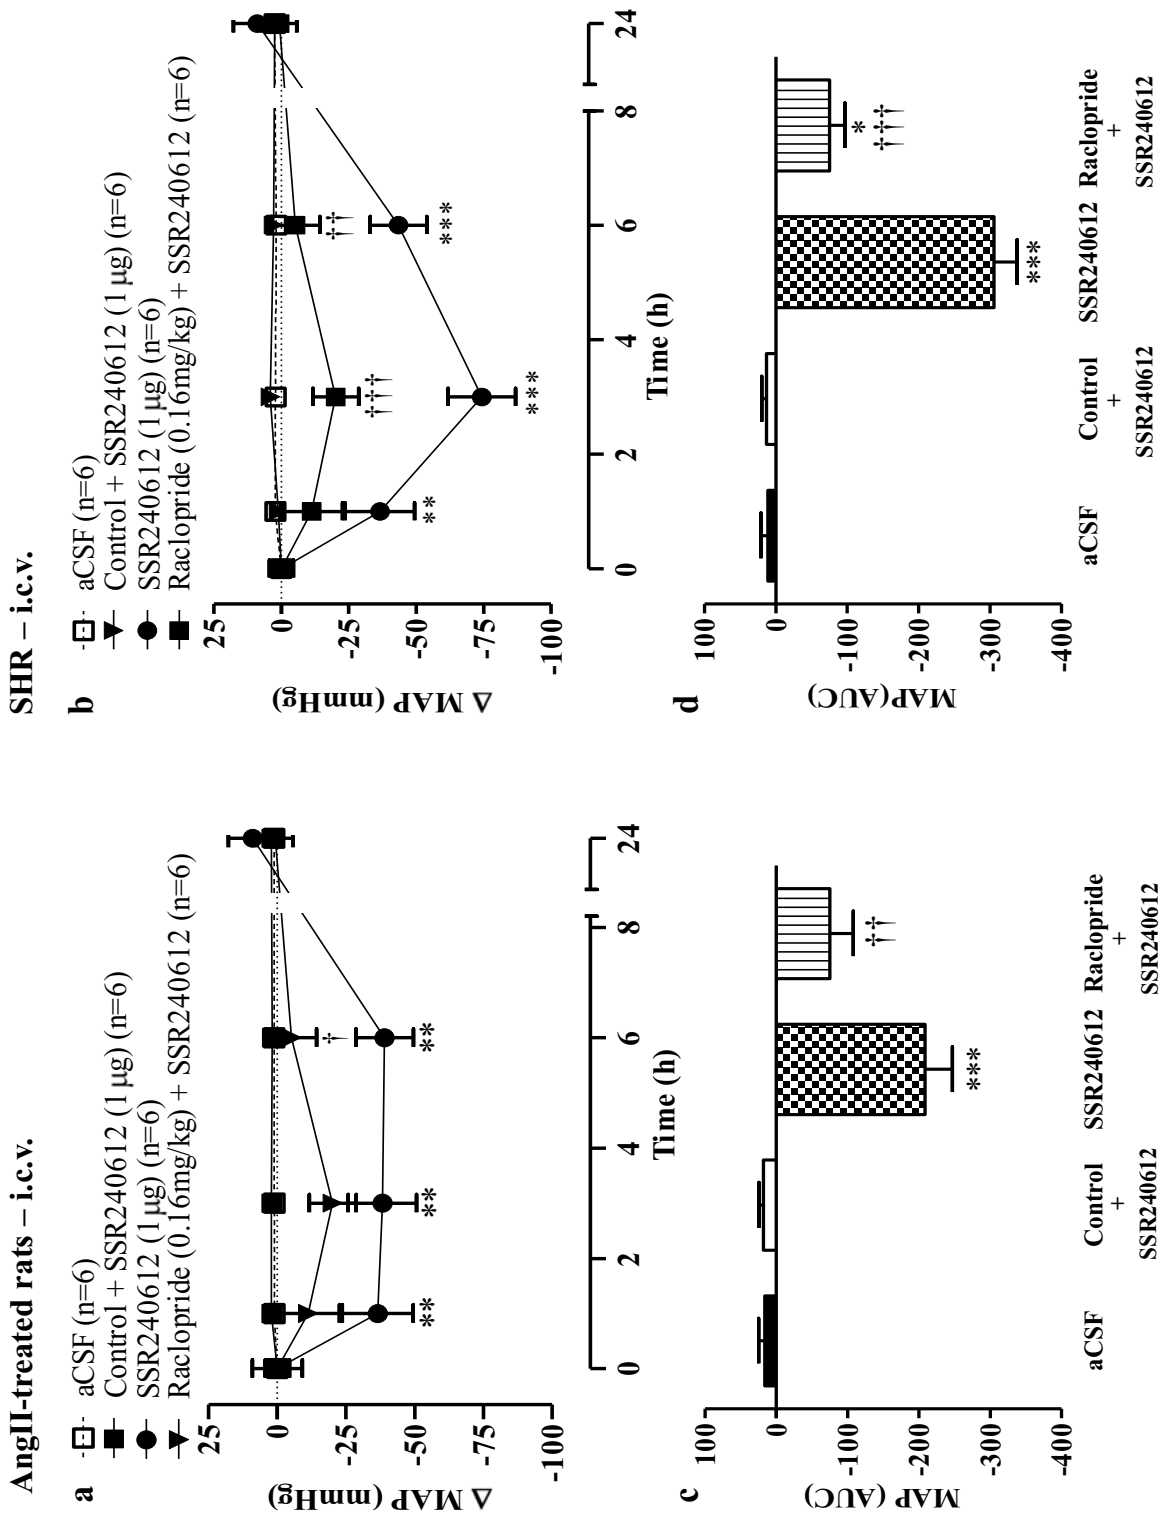 AngII-treated rats – i.c.v.
a
aCSF (n=6)
Control + SSR240612 (1 µg) (n=6)
SSR240612 (1 µg) (n=6)
Raclopride (0.16mg/kg) + SSR240612 (n=6)
Δ MAP (mmHg)
25
0
-25
-50
-75
-100
** ** ** †
0 2 4 6 8 24
Time (h)
SHR – i.c.v.
b
aCSF (n=6)
Control + SSR240612 (1 µg) (n=6)
SSR240612 (1 µg) (n=6)
Raclopride (0.16mg/kg) + SSR240612 (n=6)
Δ MAP (mmHg)
25
0
-25
-50
-75
-100
††† ††
** *** ***
0 2 4 6 8 24
Time (h)
c
MAP (AUC)
100
0
-100
-200
-300
-400
††
***
aCSF
Control
+
SSR240612
SSR240612
Raclopride
+
SSR240612
d
MAP(AUC)
100
0
-100
-200
-300
-400
*
†††
***
aCSF
Control
+
SSR240612
SSR240612
Raclopride
+
SSR240612